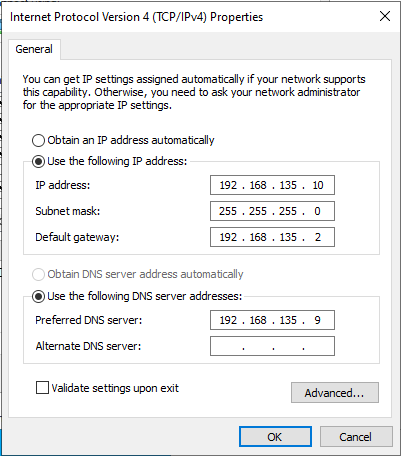 Internet Protocol Version 4 (TCP/IPv4) Properties
General
You can get IP settings assigned automatically if your network supports
this capability. Otherwise, you need to ask your network administrator
for the appropriate IP settings.
Obtain an IP address automatically
Use the following IP address:
IP address: 192 . 168 . 135 . 10
Subnet mask: 255 . 255 . 255 . 0
Default gateway: 192 . 168 . 135 . 2
Obtain DNS server address automatically
Use the following DNS server addresses:
Preferred DNS server: 192 . 168 . 135 . 9
Alternate DNS server: . . .
Validate settings upon exit
Advanced...
OK Cancel